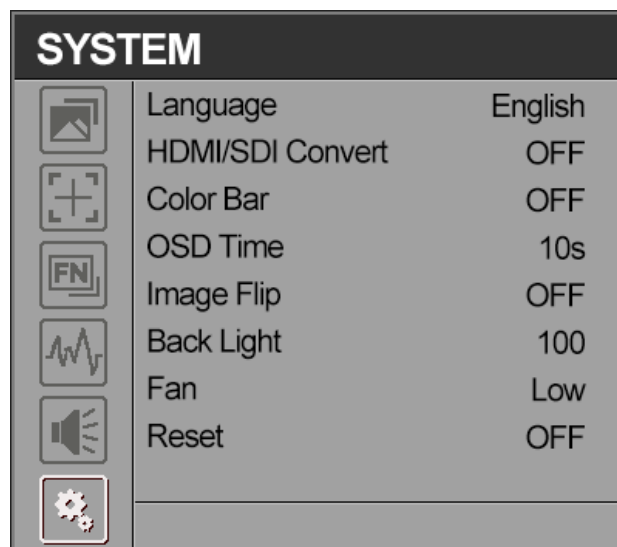 SYSTEM
Language English
HDMI/SDI Convert OFF
Color Bar OFF
OSD Time 10s
FN
Image Flip OFF
Back Light 100
Fan Low
Reset OFF